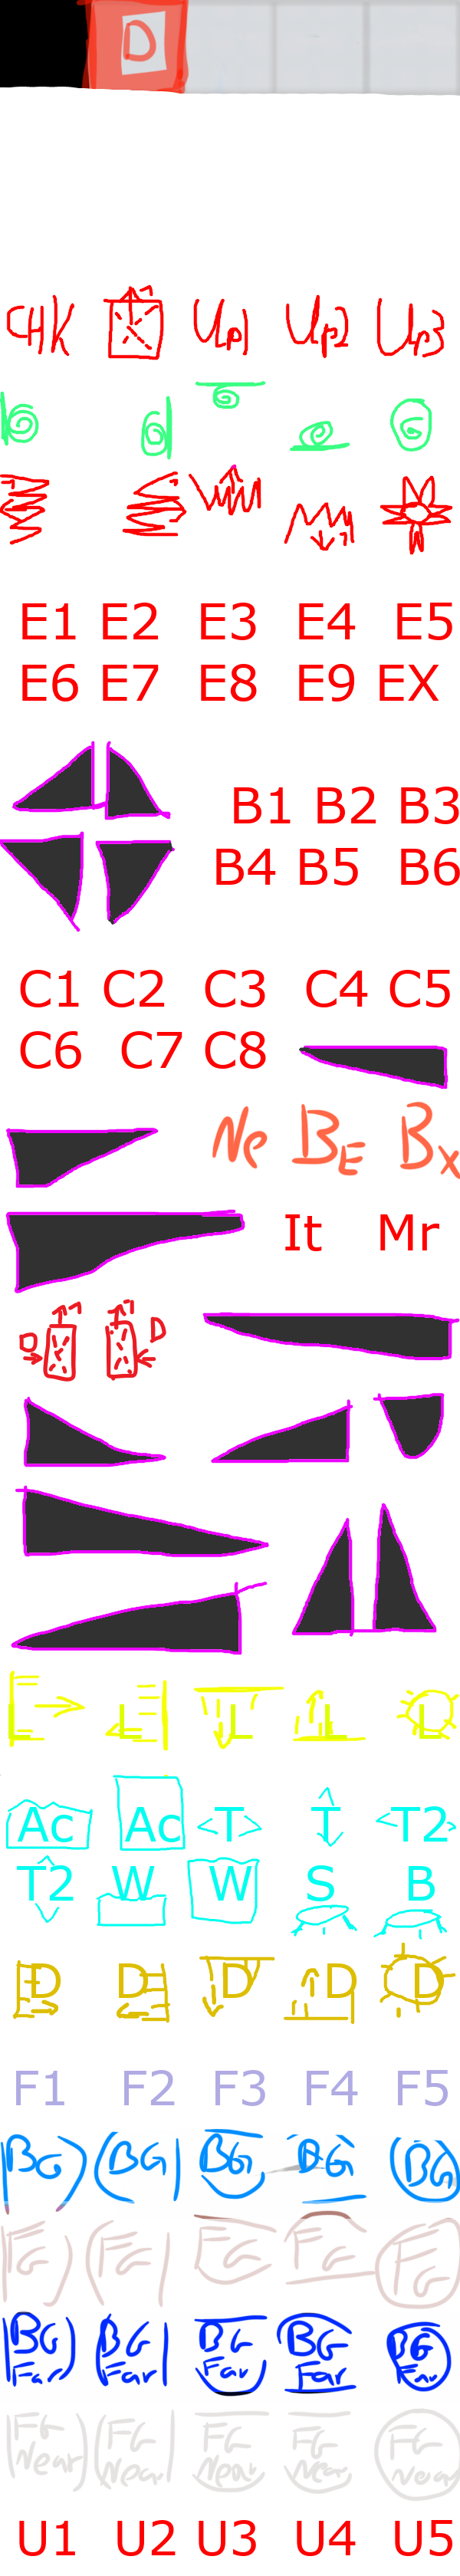 D
CHK Up1 Up2 Up3
E1 E2 E3 E4 E5
E6 E7 E8 E9 EX
B1 B2 B3
B4 B5 B6
C1 C2 C3 C4 C5
C6 C7 C8
Ne BE BX
It Mr
D D
L L L L L
Ac Ac T T T2
T2 W W S B
D D D D D
F1 F2 F3 F4 F5
BG BG BG BG BG
FG FG FG FG FG
BG Far BG Far BG Far BG Far BG Far
FG Near FG Near FG Near FG Near FG Near
U1 U2 U3 U4 U5